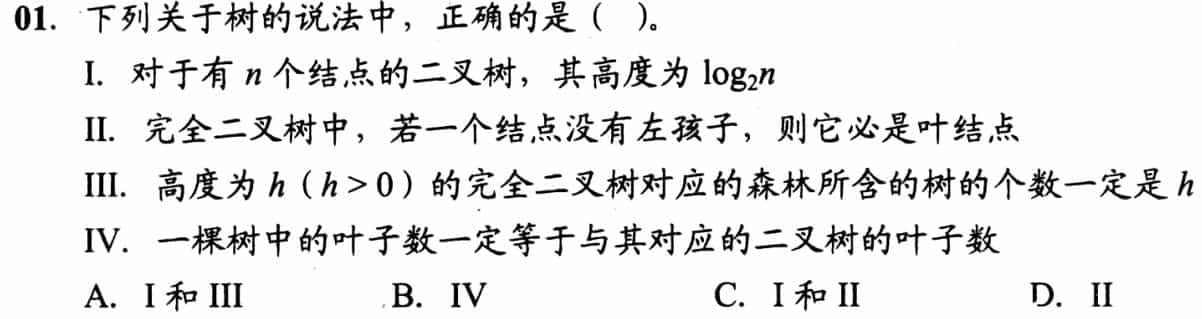 01. 下列关于树的说法中，正确的是（ ）。
I. 对于有 n 个结点的二叉树，其高度为 log₂n
II. 完全二叉树中，若一个结点没有左孩子，则它必是叶结点
III. 高度为 h（h＞0）的完全二叉树对应的森林所含的树的个数一定是 h
IV. 一棵树中的叶子数一定等于与其对应的二叉树的叶子数
A. I 和 III B. IV C. I 和 II D. II